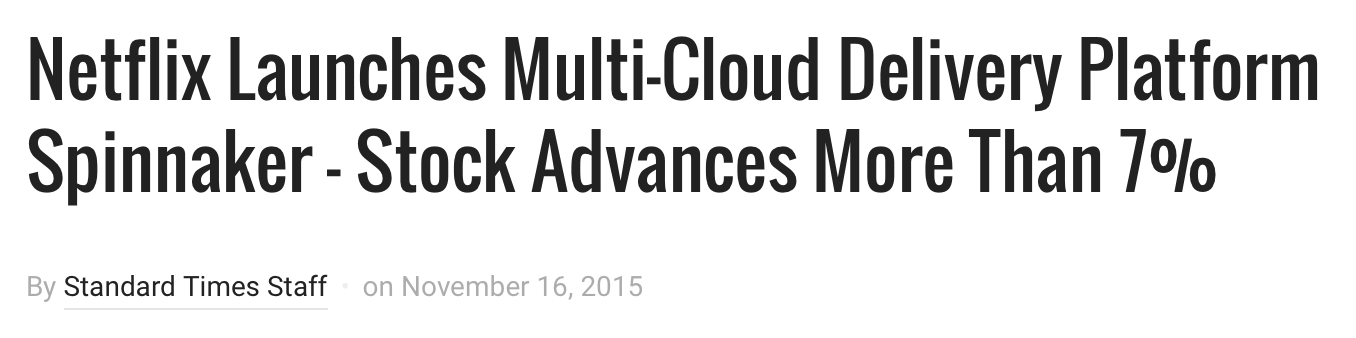 Netflix Launches Multi-Cloud Delivery Platform
Spinnaker - Stock Advances More Than 7%
By Standard Times Staff • on November 16, 2015